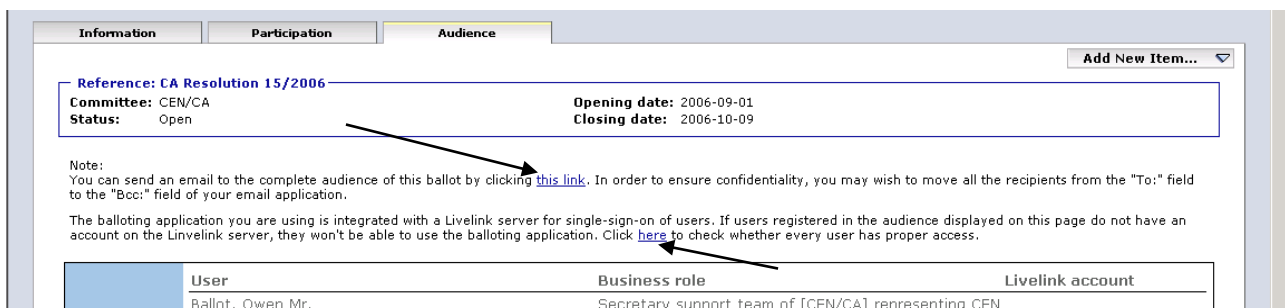 Information Participation Audience
Add New Item...
Reference: CA Resolution 15/2006
Committee: CEN/CA Opening date: 2006-09-01
Status: Open Closing date: 2006-10-09
Note:
You can send an email to the complete audience of this ballot by clicking this link. In order to ensure confidentiality, you may wish to move all the recipients from the "To:" field
to the "Bcc:" field of your email application.
The balloting application you are using is integrated with a Livelink server for single-sign-on of users. If users registered in the audience displayed on this page do not have an
account on the Linvelink server, they won't be able to use the balloting application. Click here to check whether every user has proper access.
User Business role Livelink account
Ballot, Owen Mr. Secretary support team of [CEN/CA] representing CEN